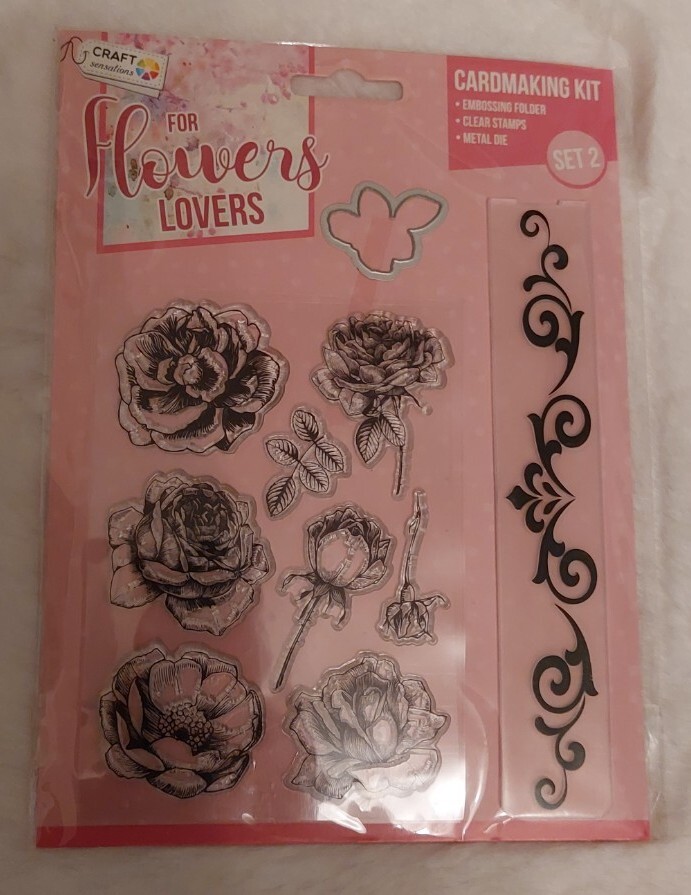 CRAFT
sensations
FOR
Flowers
LOVERS
CARDMAKING KIT
• EMBOSSING FOLDER
• CLEAR STAMPS
• METAL DIE
SET 2